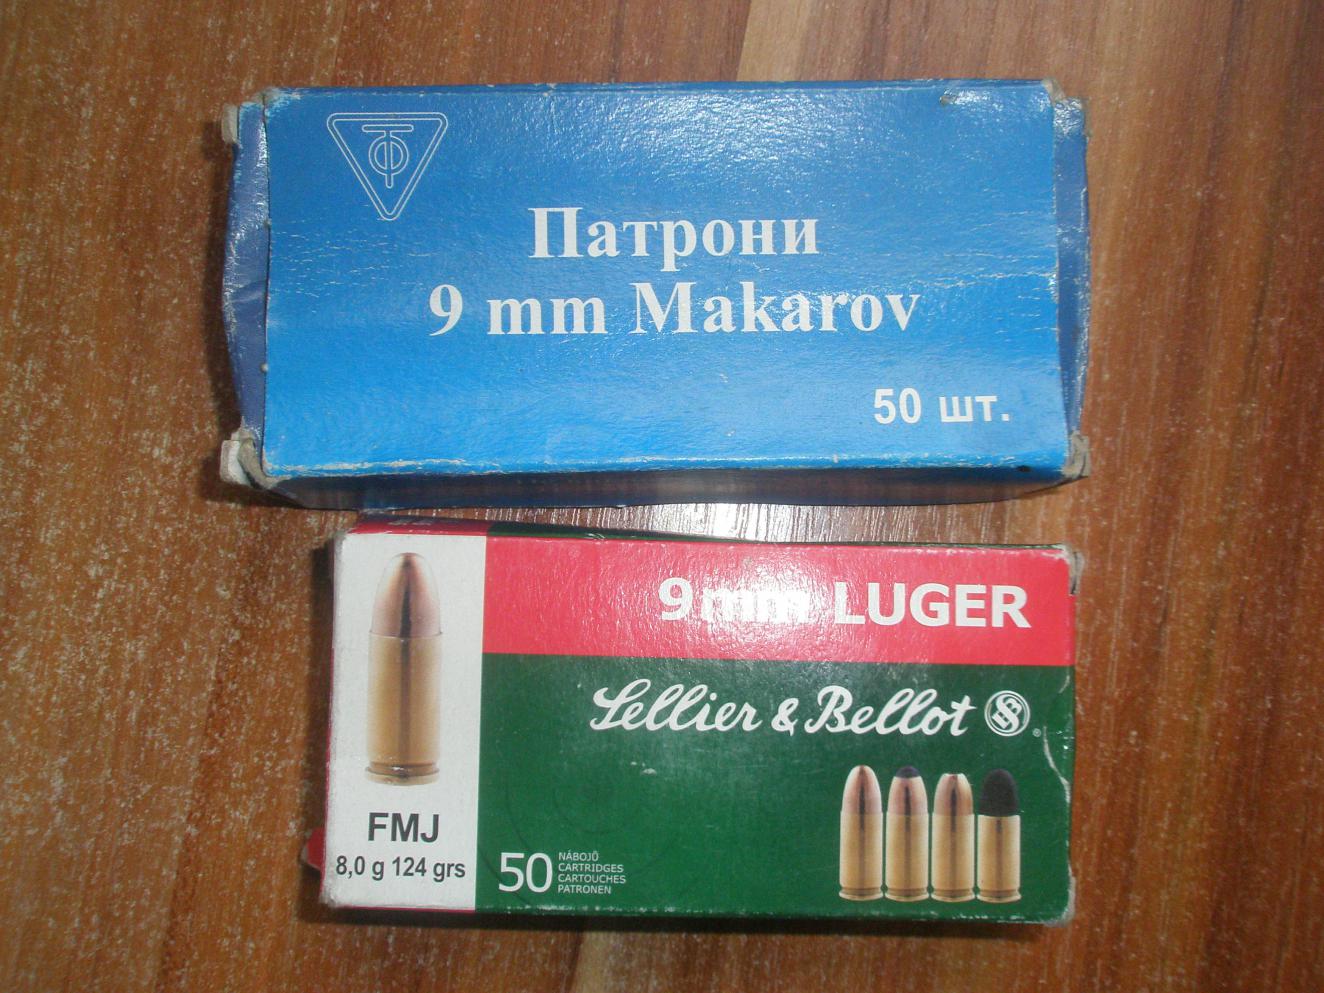 Патрони
9 mm Makarov
50 шт.
9 mm LUGER
Sellier & Bellot
FMJ
8,0 g 124 grs
50
NÁBOJŮ
CARTRIDGES
CARTOUCHES
PATRONEN